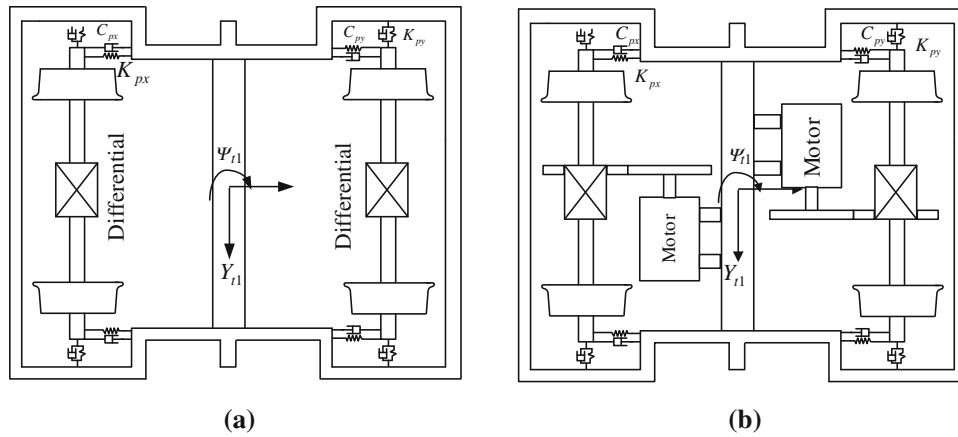 C_px
C_py
K_py
K_px
Differential
Ψ_t1
Differential
Y_t1
(a)
C_px
C_py
K_py
K_px
Motor
Ψ_t1
Motor
Y_t1
(b)